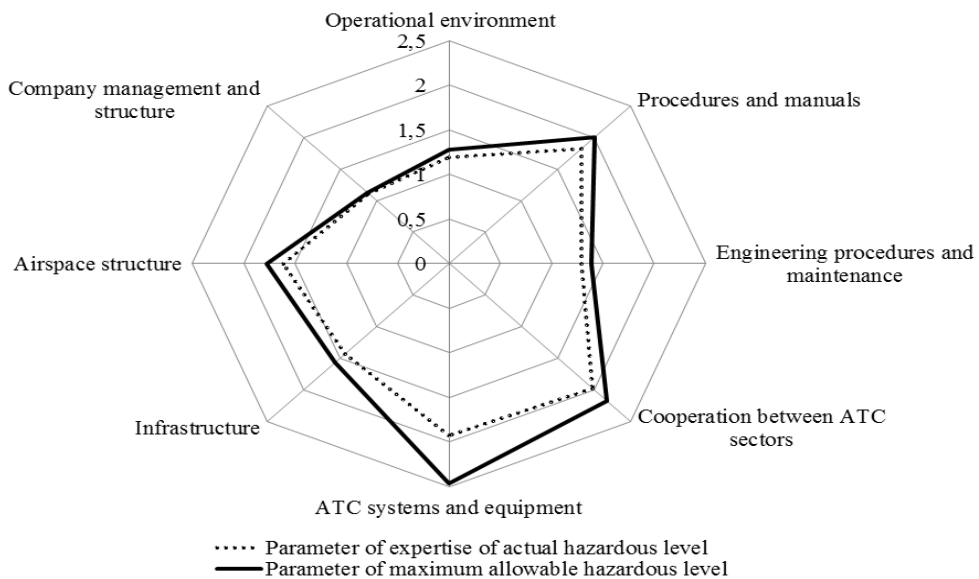 Operational environment
2,5
2
1,5
1
0,5
0
Procedures and manuals
Engineering procedures and
maintenance
Cooperation between ATC
sectors
ATC systems and equipment
Infrastructure
Airspace structure
Company management and
structure
Parameter of expertise of actual hazardous level
Parameter of maximum allowable hazardous level